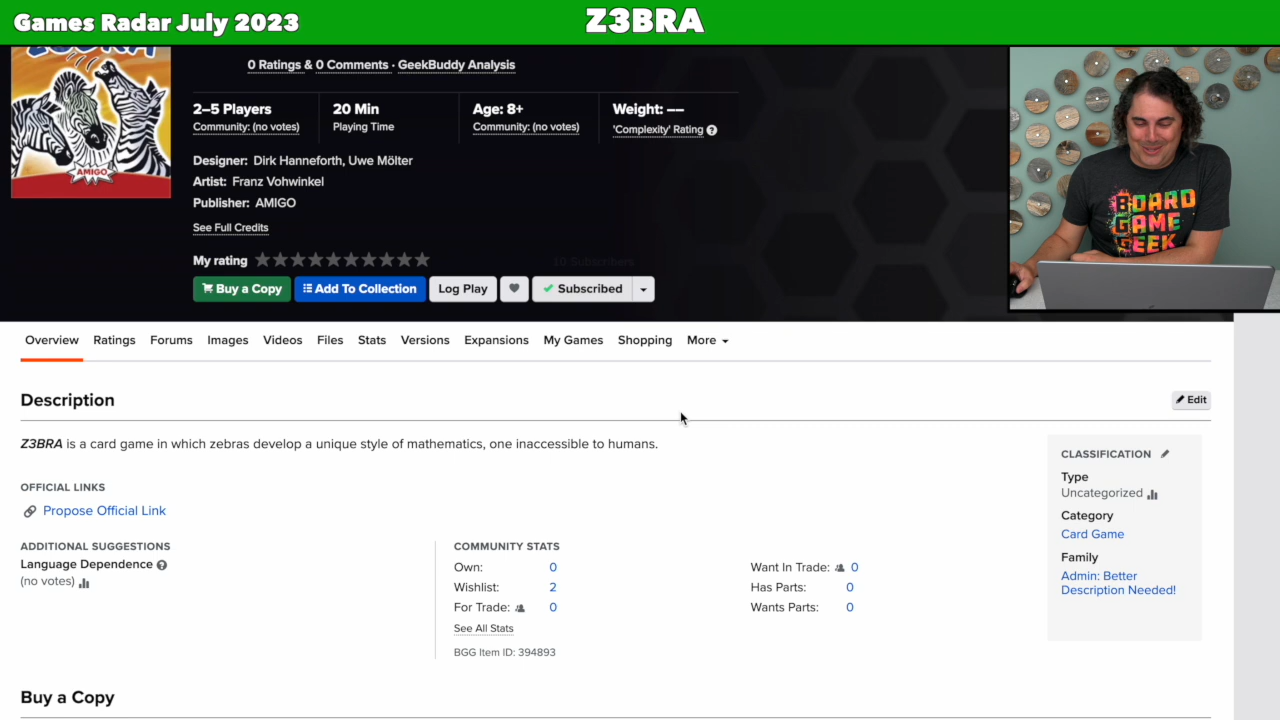 Games Radar July 2023
Z3BRA
0 Ratings & 0 Comments · GeekBuddy Analysis
2–5 Players
Community: (no votes)
20 Min
Playing Time
Age: 8+
Community: (no votes)
Weight: ––
'Complexity' Rating
Designer: Dirk Hanneforth, Uwe Mölter
Artist: Franz Vohwinkel
Publisher: AMIGO
See Full Credits
AMIGO
My rating
10 Subscribers
Buy a Copy
Add To Collection
Log Play
Subscribed
BOARD
GAME
GEEK
Overview
Ratings
Forums
Images
Videos
Files
Stats
Versions
Expansions
My Games
Shopping
More
Description
Edit
Z3BRA is a card game in which zebras develop a unique style of mathematics, one inaccessible to humans.
OFFICIAL LINKS
Propose Official Link
ADDITIONAL SUGGESTIONS
Language Dependence
(no votes)
COMMUNITY STATS
Own: 0
Wishlist: 2
For Trade: 0
See All Stats
BGG Item ID: 394893
Want In Trade: 0
Has Parts: 0
Wants Parts: 0
CLASSIFICATION
Type
Uncategorized
Category
Card Game
Family
Admin: Better
Description Needed!
Buy a Copy